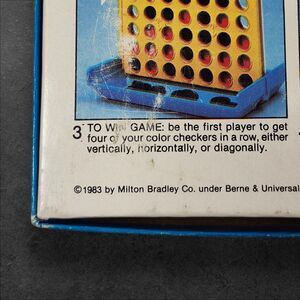 3. TO WIN GAME: be the first player to get
four of your color checkers in a row, either
vertically, horizontally, or diagonally.
©1983 by Milton Bradley Co. under Berne & Universal